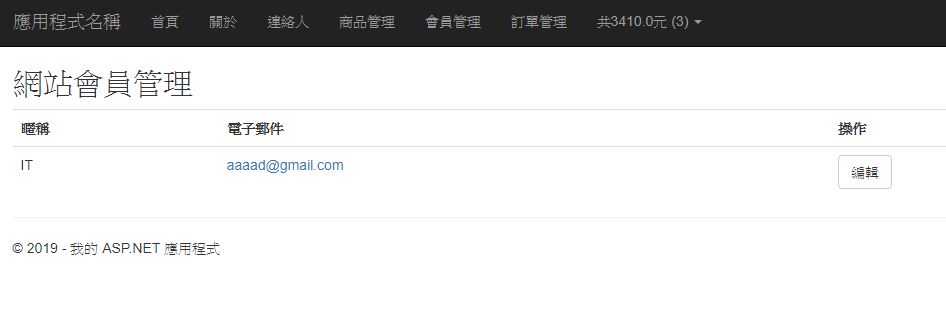 應用程式名稱 首頁 關於 連絡人 商品管理 會員管理 訂單管理 共3410.0元 (3)
網站會員管理
暱稱 電子郵件 操作
IT aaaad@gmail.com 編輯
© 2019 - 我的 ASP.NET 應用程式